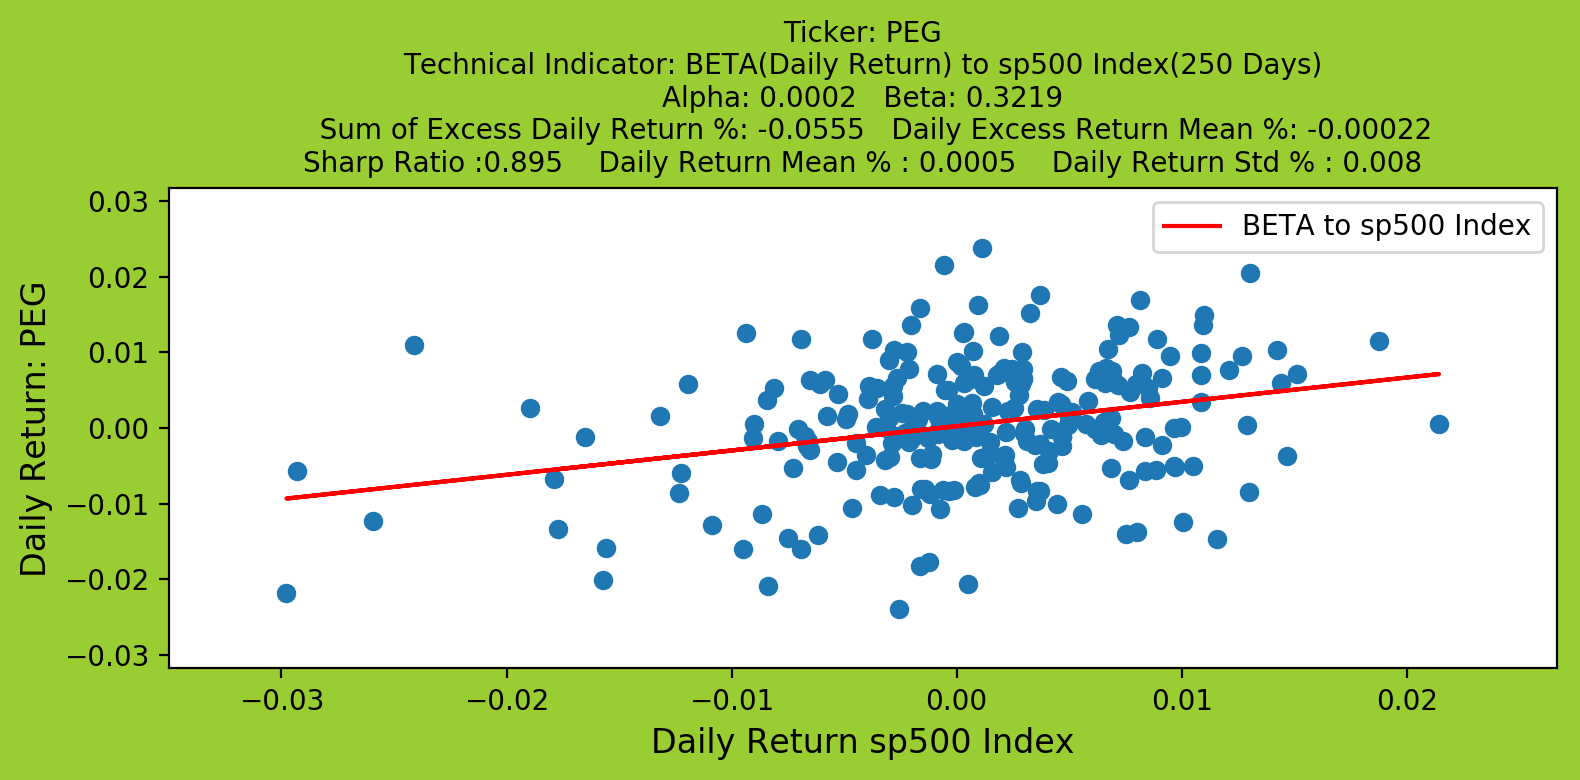 Ticker: PEG
Technical Indicator: BETA(Daily Return) to sp500 Index(250 Days)
Alpha: 0.0002   Beta: 0.3219
Sum of Excess Daily Return %: -0.0555   Daily Excess Return Mean %: -0.00022
Sharp Ratio :0.895    Daily Return Mean % : 0.0005    Daily Return Std % : 0.008
BETA to sp500 Index
Daily Return: PEG
0.03
0.02
0.01
0.00
−0.01
−0.02
−0.03
−0.03 −0.02 −0.01 0.00 0.01 0.02
Daily Return sp500 Index